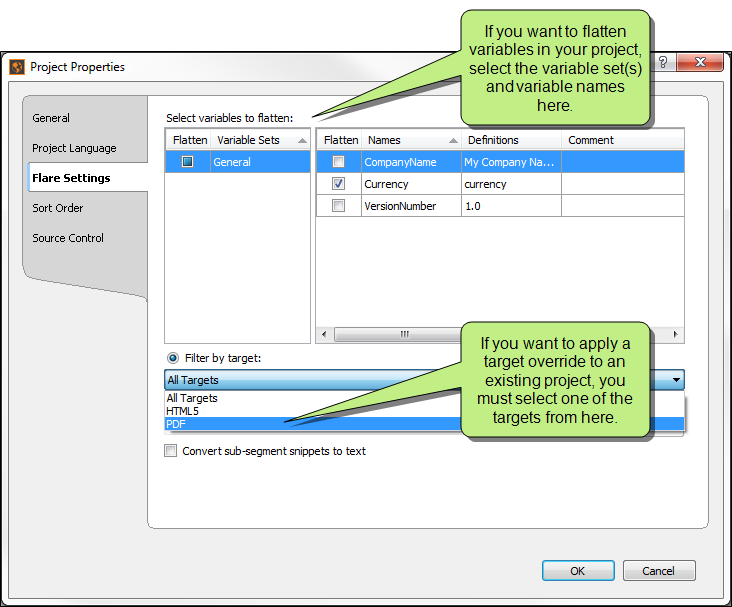 If you want to flatten
variables in your project,
select the variable set(s)
and variable names
here.
Project Properties
General
Project Language
Flare Settings
Sort Order
Source Control
Select variables to flatten:
Flatten Variable Sets
General
Flatten Names Definitions Comment
CompanyName My Company Na...
Currency currency
VersionNumber 1.0
Filter by target:
All Targets
All Targets
HTML5
PDF
If you want to apply a
target override to an
existing project, you
must select one of the
targets from here.
Convert sub-segment snippets to text
OK Cancel